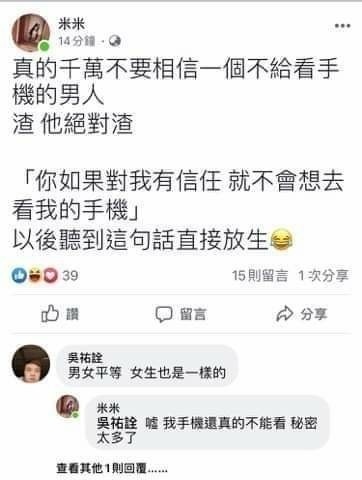 米米
14分鐘
真的千萬不要相信一個不給看手
機的男人
渣 他絕對渣
「你如果對我有信任 就不會想去
看我的手機」
以後聽到這句話直接放生😂
39
15則留言 1次分享
讚 留言 分享
吳祐詮
男女平等 女生也是一樣的
米米
吳祐詮 噓 我手機還真的不能看 秘密
太多了
查看其他1則回覆......